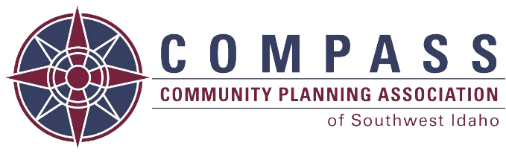 COMPASS
COMMUNITY PLANNING ASSOCIATION
of Southwest Idaho